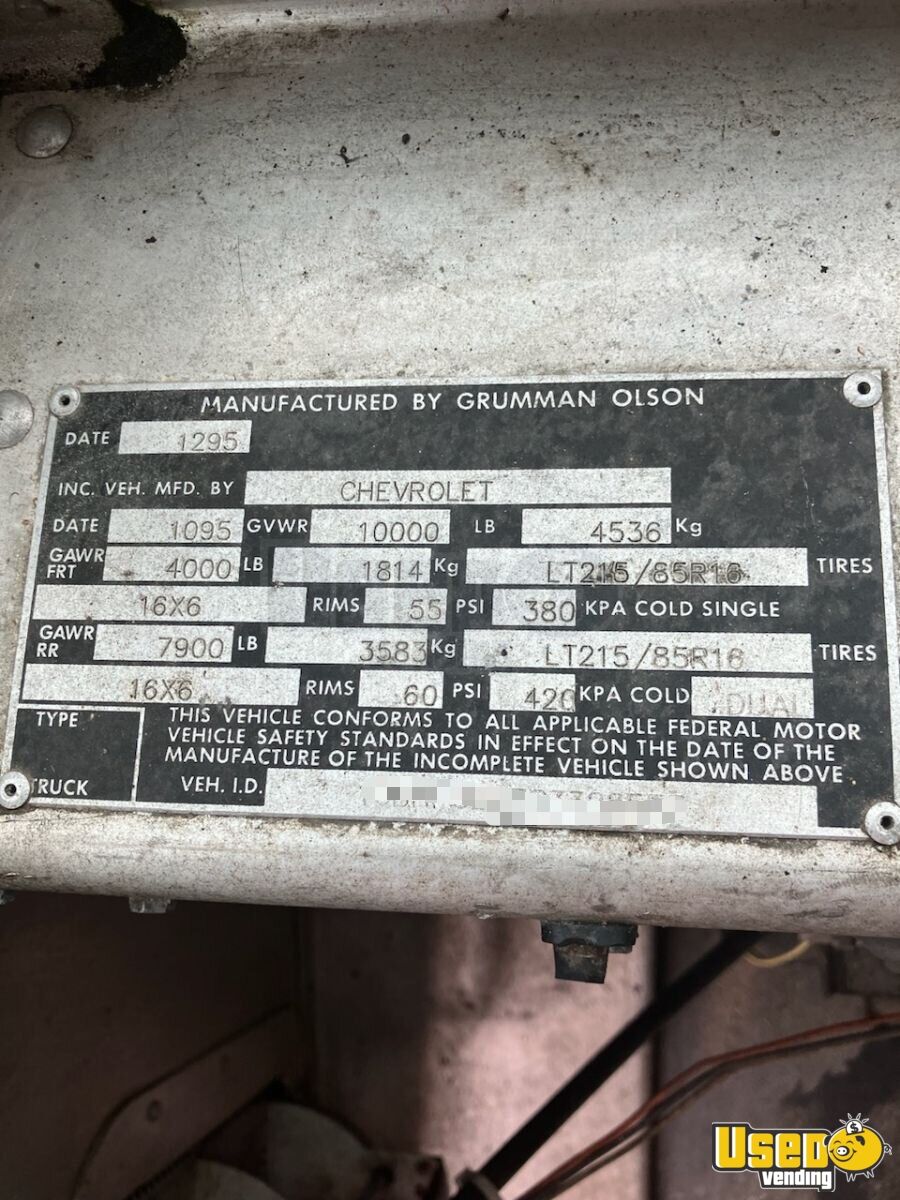 MANUFACTURED BY GRUMMAN OLSON
DATE 1295
INC. VEH. MFD. BY CHEVROLET
DATE 1095 GVWR 10000 LB 4536 Kg
GAWR FRT 4000 LB 1814 Kg LT215/85R16 TIRES
16X6 RIMS 55 PSI 380 KPA COLD SINGLE
GAWR RR 7900 LB 3583 Kg LT215/85R16 TIRES
16X6 RIMS 60 PSI 420 KPA COLD DUAL
TYPE
TRUCK
THIS VEHICLE CONFORMS TO ALL APPLICABLE FEDERAL MOTOR
VEHICLE SAFETY STANDARDS IN EFFECT ON THE DATE OF THE
MANUFACTURE OF THE INCOMPLETE VEHICLE SHOWN ABOVE
VEH. I.D.
USED
vending